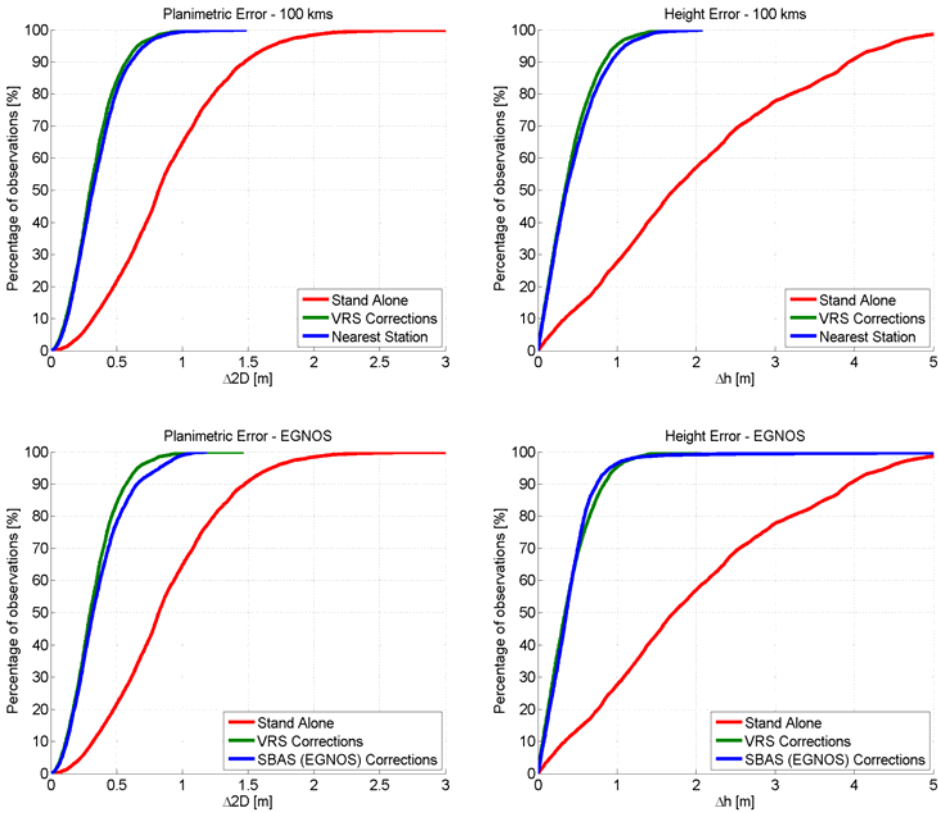 Planimetric Error - 100 kms
Percentage of observations [%]
100
90
80
70
60
50
40
30
20
10
0
Stand Alone
VRS Corrections
Nearest Station
0 0.5 1 1.5 2 2.5 3
Δ2D [m]
Height Error - 100 kms
Percentage of observations [%]
100
90
80
70
60
50
40
30
20
10
0
Stand Alone
VRS Corrections
Nearest Station
0 1 2 3 4 5
Δh [m]
Planimetric Error - EGNOS
Percentage of observations [%]
100
90
80
70
60
50
40
30
20
10
0
Stand Alone
VRS Corrections
SBAS (EGNOS) Corrections
0 0.5 1 1.5 2 2.5 3
Δ2D [m]
Height Error - EGNOS
Percentage of observations [%]
100
90
80
70
60
50
40
30
20
10
0
Stand Alone
VRS Corrections
SBAS (EGNOS) Corrections
0 1 2 3 4 5
Δh [m]